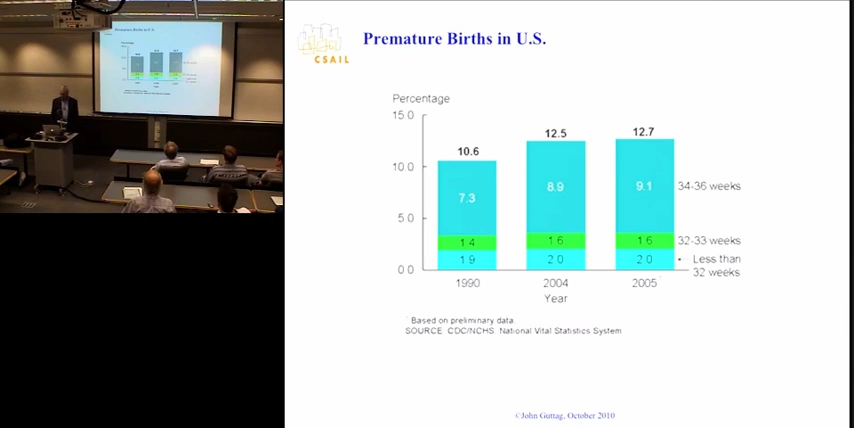 CSAIL
Premature Births in U.S.
Percentage
15.0
10.0
5.0
0.0
10.6
12.5
12.7
7.3
8.9
9.1
34-36 weeks
1 4
1 6
1 6
32-33 weeks
1 9
2 0
2 0
Less than
32 weeks
1990
2004
2005
Year
Based on preliminary data
SOURCE CDC/NCHS National Vital Statistics System
©John Guttag, October 2010
Premature Births in U.S.